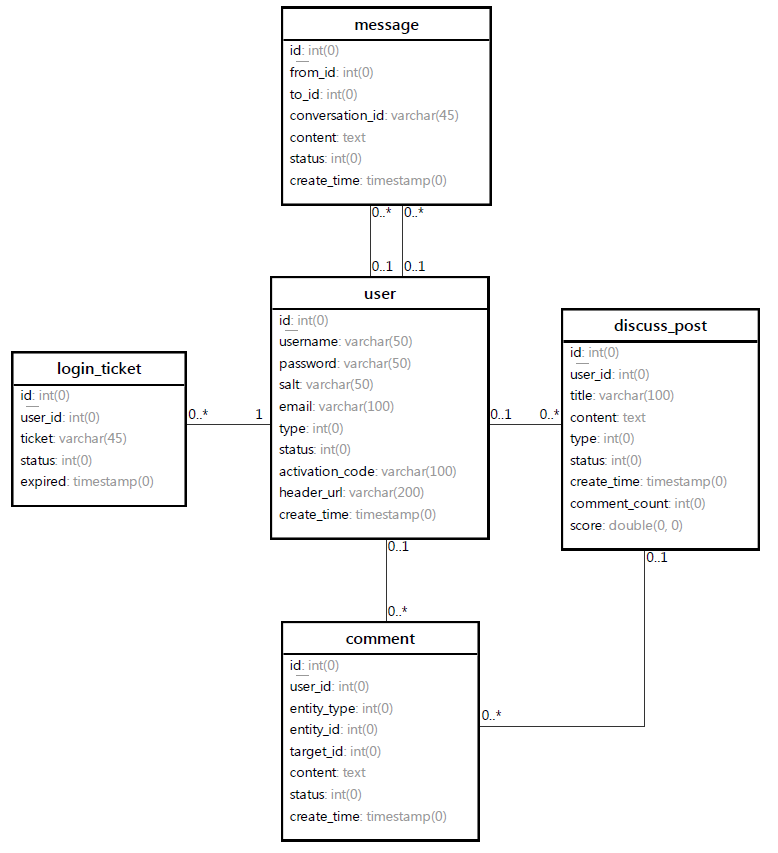 message
id: int(0)
from_id: int(0)
to_id: int(0)
conversation_id: varchar(45)
content: text
status: int(0)
create_time: timestamp(0)
0..* 0..*
0..1 0..1
user
id: int(0)
username: varchar(50)
password: varchar(50)
salt: varchar(50)
email: varchar(100)
type: int(0)
status: int(0)
activation_code: varchar(100)
header_url: varchar(200)
create_time: timestamp(0)
discuss_post
id: int(0)
user_id: int(0)
title: varchar(100)
content: text
type: int(0)
status: int(0)
create_time: timestamp(0)
comment_count: int(0)
score: double(0, 0)
login_ticket
id: int(0)
user_id: int(0)
ticket: varchar(45)
status: int(0)
expired: timestamp(0)
0..* 1
0..1 0..*
0..1
0..*
0..1
0..*
comment
id: int(0)
user_id: int(0)
entity_type: int(0)
entity_id: int(0)
target_id: int(0)
content: text
status: int(0)
create_time: timestamp(0)